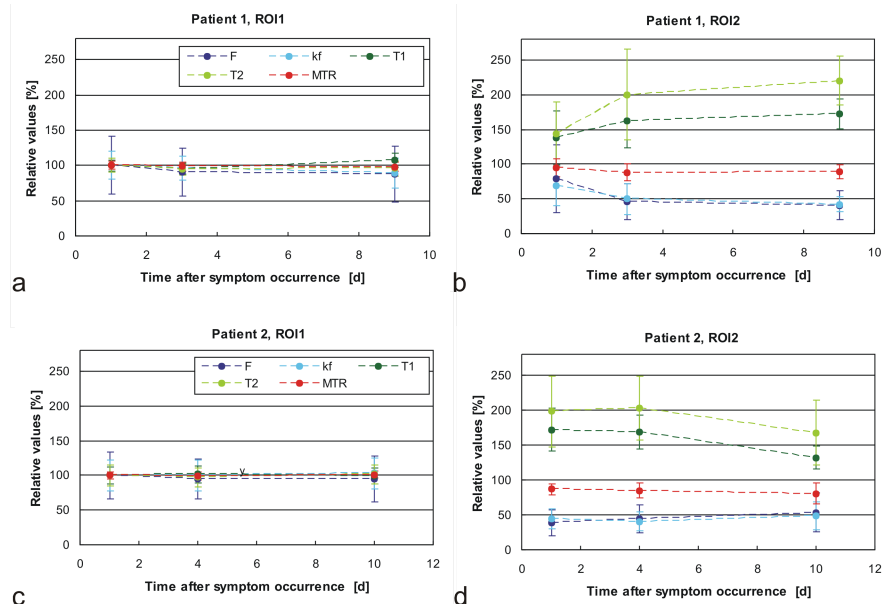 Patient 1, ROI1
250
200
150
100
50
0
Relative values [%]
F
kf
T1
T2
MTR
0 2 4 6 8 10
Time after symptom occurrence [d]
a
Patient 1, ROI2
250
200
150
100
50
0
Relative values [%]
0 2 4 6 8 10
Time after symptom occurrence [d]
b
Patient 2, ROI1
250
200
150
100
50
0
Relative values [%]
F
kf
T1
T2
MTR
v
0 2 4 6 8 10 12
Time after symptom occurrence [d]
c
Patient 2, ROI2
250
200
150
100
50
0
Relative values [%]
0 2 4 6 8 10 12
Time after symptom occurrence [d]
d